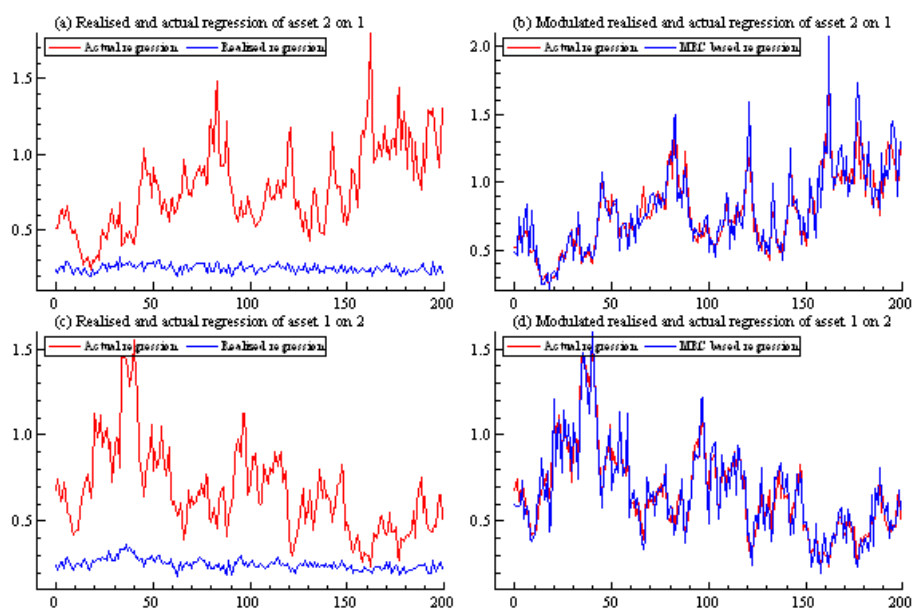 (a) Realised and actual regression of asset 2 on 1
Actual regression Realised regression
1.5
1.0
0.5
0 50 100 150 200
(b) Modulated realised and actual regression of asset 2 on 1
Actual regression MRC based regression
2.0
1.5
1.0
0.5
0 50 100 150 200
(c) Realised and actual regression of asset 1 on 2
Actual regression Realised regression
1.5
1.0
0.5
0 50 100 150 200
(d) Modulated realised and actual regression of asset 1 on 2
Actual regression MRC based regression
1.5
1.0
0.5
0 50 100 150 200